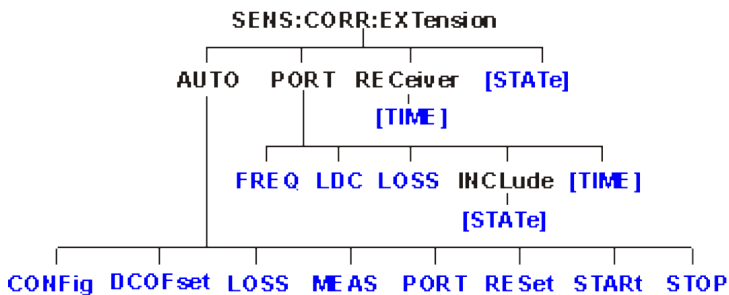 SENS:CORR:EXTension
AUTO PORT RECeiver [STATe]
[TIME]
FREQ LDC LOSS INCLude [TIME]
[STATe]
CONFig DCOFset LOSS MEAS PORT RESet STARt STOP